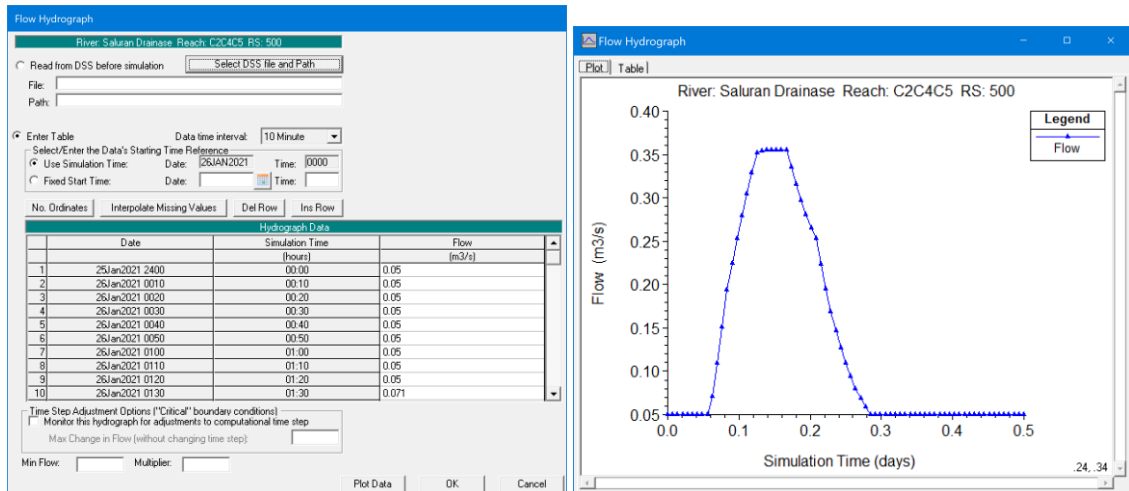 Flow Hydrograph
River: Saluran Drainase Reach: C2C4C5 RS: 500
Read from DSS before simulation Select DSS file and Path
File:
Path:
Enter Table Data time interval: 10 Minute
Select/Enter the Data's Starting Time Reference
Use Simulation Time: Date: 26JAN2021 Time: 0000
Fixed Start Time: Date: Time:
No. Ordinates Interpolate Missing Values Del Row Ins Row
Hydrograph Data
Date Simulation Time Flow
(hours) (m3/s)
1 25Jan2021 2400 00:00 0.05
2 26Jan2021 0010 00:10 0.05
3 26Jan2021 0020 00:20 0.05
4 26Jan2021 0030 00:30 0.05
5 26Jan2021 0040 00:40 0.05
6 26Jan2021 0050 00:50 0.05
7 26Jan2021 0100 01:00 0.05
8 26Jan2021 0110 01:10 0.05
9 26Jan2021 0120 01:20 0.05
10 26Jan2021 0130 01:30 0.071
Time Step Adjustment Options ("Critical" boundary conditions)
Monitor this hydrograph for adjustments to computational time step
Max Change in Flow (without changing time step):
Min Flow: Multiplier:
Plot Data OK Cancel
Flow Hydrograph
Plot Table
River: Saluran Drainase Reach: C2C4C5 RS: 500
Legend
Flow
0.40
0.35
0.30
0.25
0.20
0.15
0.10
0.05
Flow (m3/s)
0.0 0.1 0.2 0.3 0.4 0.5
Simulation Time (days)
.24, .34